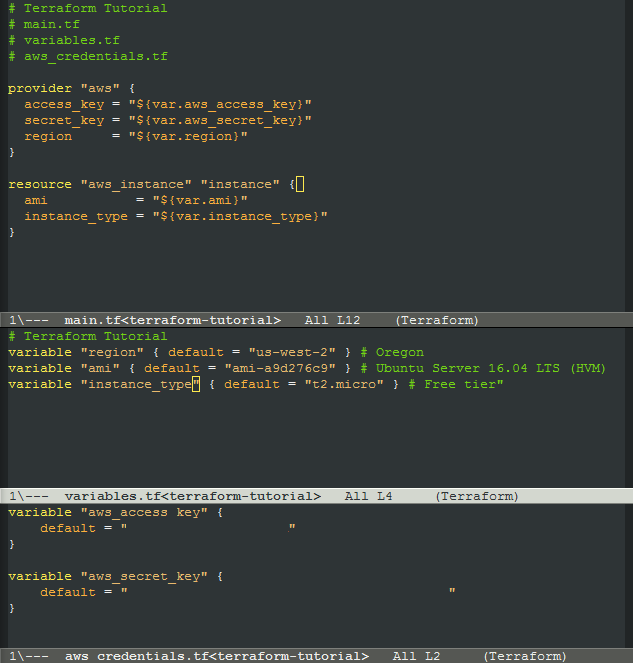 # Terraform Tutorial
# main.tf
# variables.tf
# aws_credentials.tf
provider "aws" {
  access_key = "${var.aws_access_key}"
  secret_key = "${var.aws_secret_key}"
  region     = "${var.region}"
}
resource "aws_instance" "instance" {
  ami           = "${var.ami}"
  instance_type = "${var.instance_type}"
}
1\---  main.tf<terraform-tutorial>   All L12    (Terraform)
# Terraform Tutorial
variable "region" { default = "us-west-2" } # Oregon
variable "ami" { default = "ami-a9d276c9" } # Ubuntu Server 16.04 LTS (HVM)
variable "instance_type" { default = "t2.micro" } # Free tier"
1\---  variables.tf<terraform-tutorial>   All L4     (Terraform)
variable "aws_access key" {
    default = "                    "
}
variable "aws_secret_key" {
    default = "                                        "
}
1\---  aws credentials.tf<terraform-tutorial>   All L2     (Terraform)